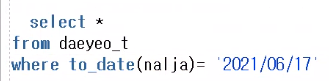 select *
from daeyeo_t
where to_date(nalja)= '2021/06/17'